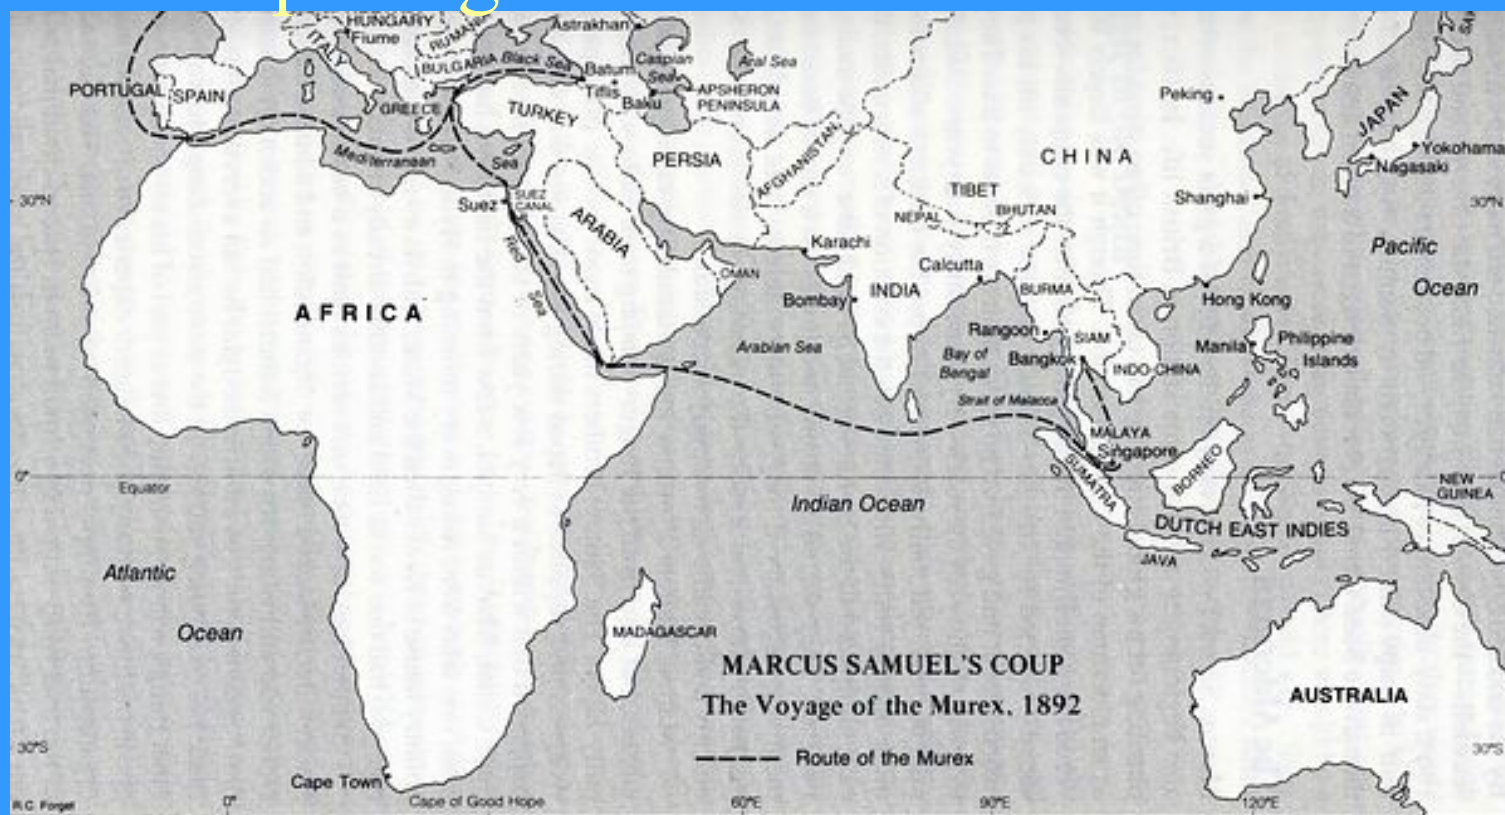 HUNGARY
Fiume
ITALY
RUMAN
Astrakhan
BULGARIA
Black Sea
Caspian
Sea
Aral Sea
PORTUGAL
SPAIN
GREECE
Batum
Tiflis
Baku
APSHERON
PENINSULA
TURKEY
Peking
JAPAN
Yokohama
Nagasaki
Mediterranean
Sea
PERSIA
AFGHANISTAN
CHINA
30°N
Suez
SUEZ
CANAL
ARABIA
TIBET
NEPAL
BHUTAN
Shanghai
30°N
Red
Sea
OMAN
Karachi
Calcutta
Pacific
Ocean
AFRICA
Bombay
INDIA
BURMA
Hong Kong
Arabian Sea
Rangoon
Bay of
Bengal
SIAM
Bangkok
INDO-CHINA
Manila
Philippine
Islands
Strait of Malacca
MALAYA
Singapore
SUMATRA
BORNEO
0°
Equator
Indian Ocean
NEW
GUINEA
DUTCH EAST INDIES
JAVA
Atlantic
Ocean
MADAGASCAR
MARCUS SAMUEL'S COUP
The Voyage of the Murex, 1892
Route of the Murex
AUSTRALIA
30°S
30°S
Cape Town
R.C. Forget
0°
Cape of Good Hope
60°E
90°E
120°E